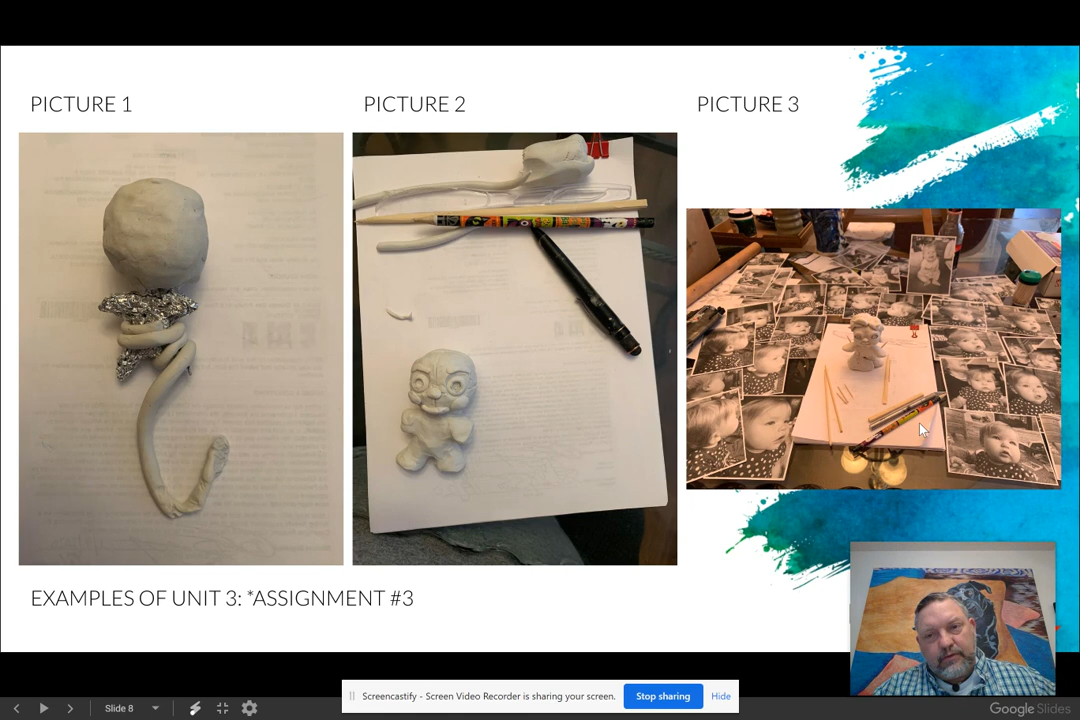 PICTURE 1
PICTURE 2
PICTURE 3
EXAMPLES OF UNIT 3: *ASSIGNMENT #3
Screencastify - Screen Video Recorder is sharing your screen.
Stop sharing
Hide
Slide 8
Google Slides